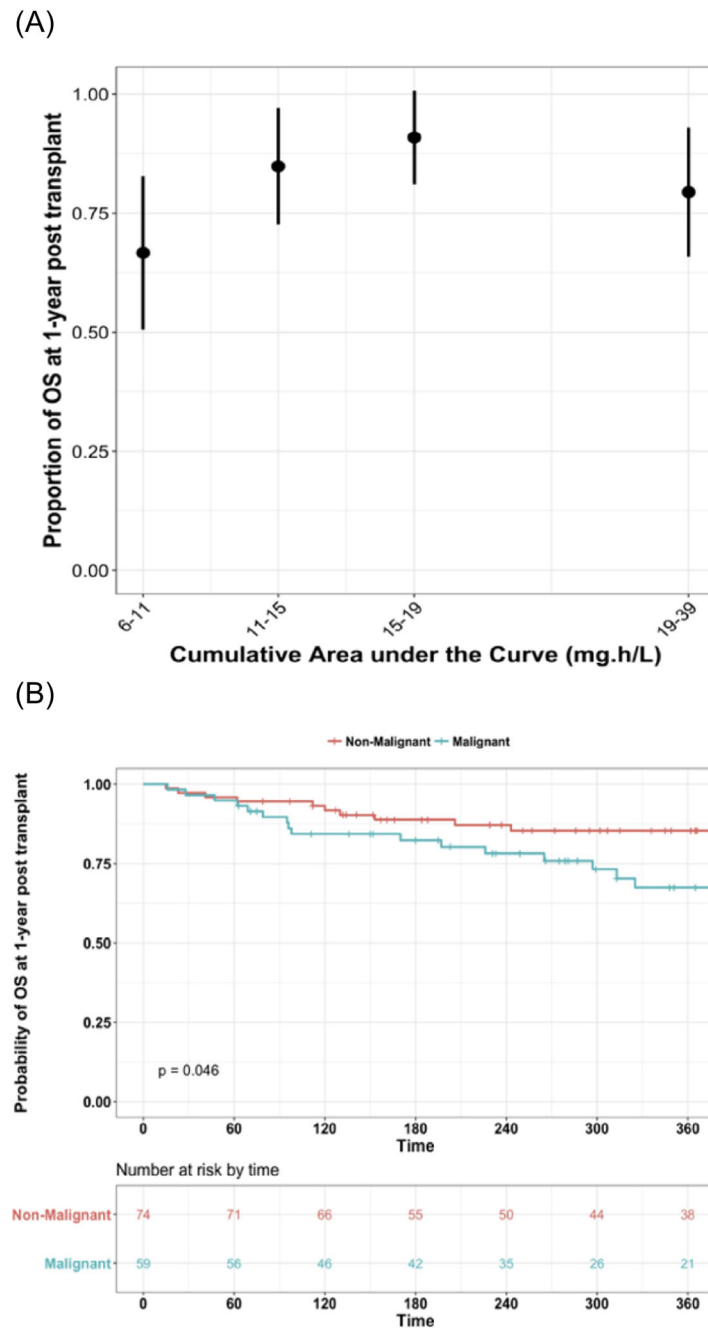 (A)
Proportion of OS at 1-year post transplant
1.00
0.75
0.50
0.25
0.00
6-11 11-15 15-19 19-39
Cumulative Area under the Curve (mg.h/L)
(B)
Non-Malignant Malignant
Probability of OS at 1-year post transplant
1.00
0.75
0.50
0.25
p = 0.046
0.00
0 60 120 180 240 300 360
Time
Number at risk by time
Non-Malignant 74 71 66 55 50 44 38
Malignant 59 56 46 42 35 26 21
0 60 120 180 240 300 360
Time